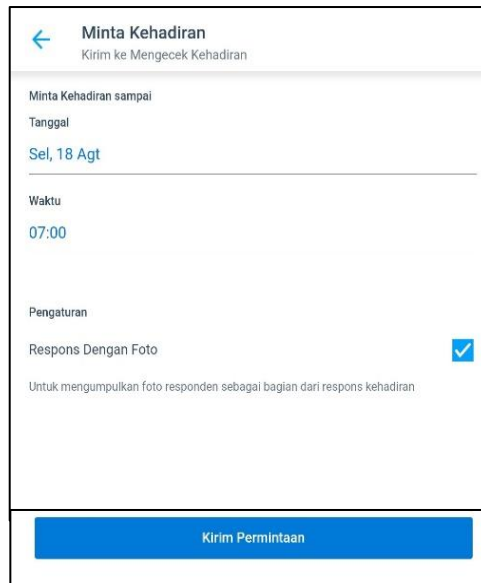 Minta Kehadiran
Kirim ke Mengecek Kehadiran
Minta Kehadiran sampai
Tanggal
Sel, 18 Agt
Waktu
07:00
Pengaturan
Respons Dengan Foto
Untuk mengumpulkan foto responden sebagai bagian dari respons kehadiran
Kirim Permintaan